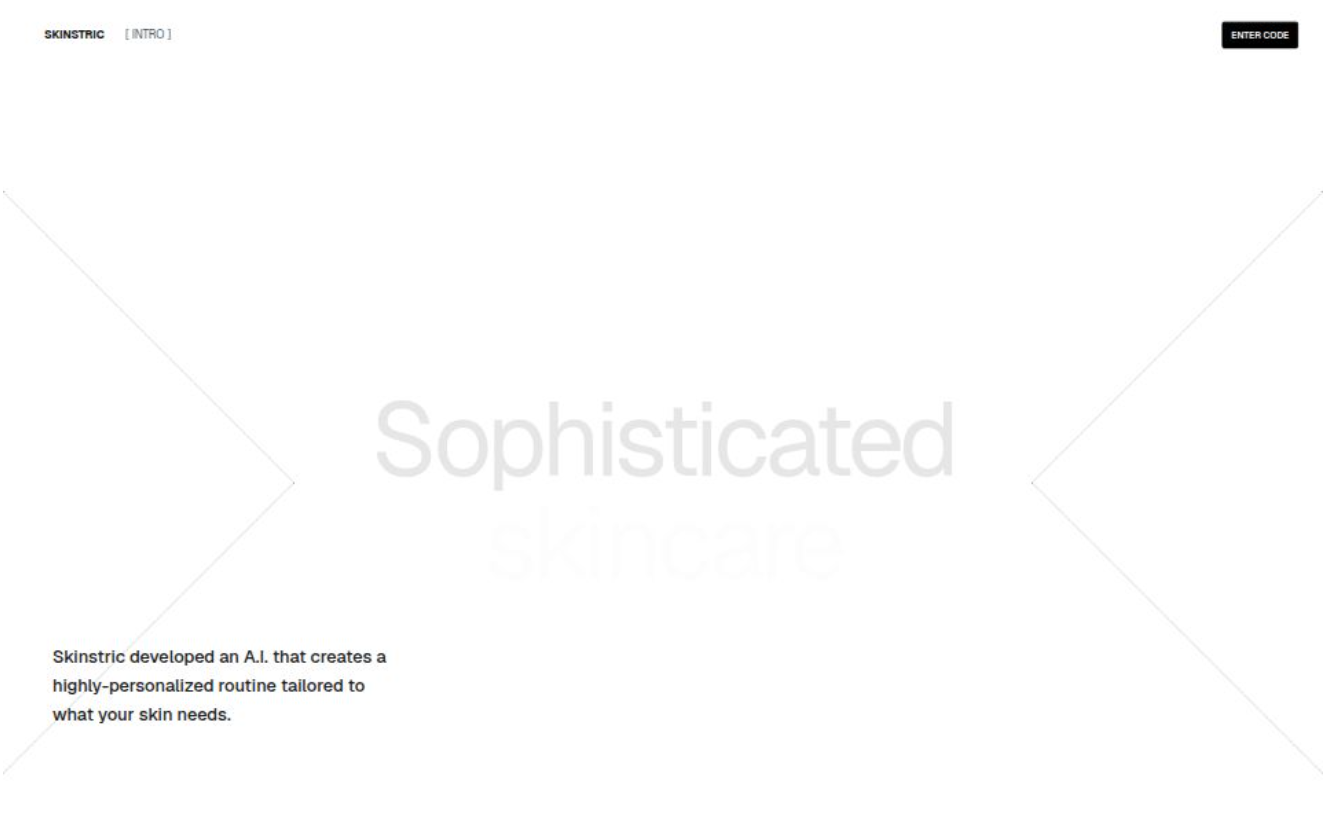 SKINSTRIC [ INTRO ]
ENTER CODE
Sophisticated
skincare
Skinstric developed an A.I. that creates a
highly-personalized routine tailored to
what your skin needs.